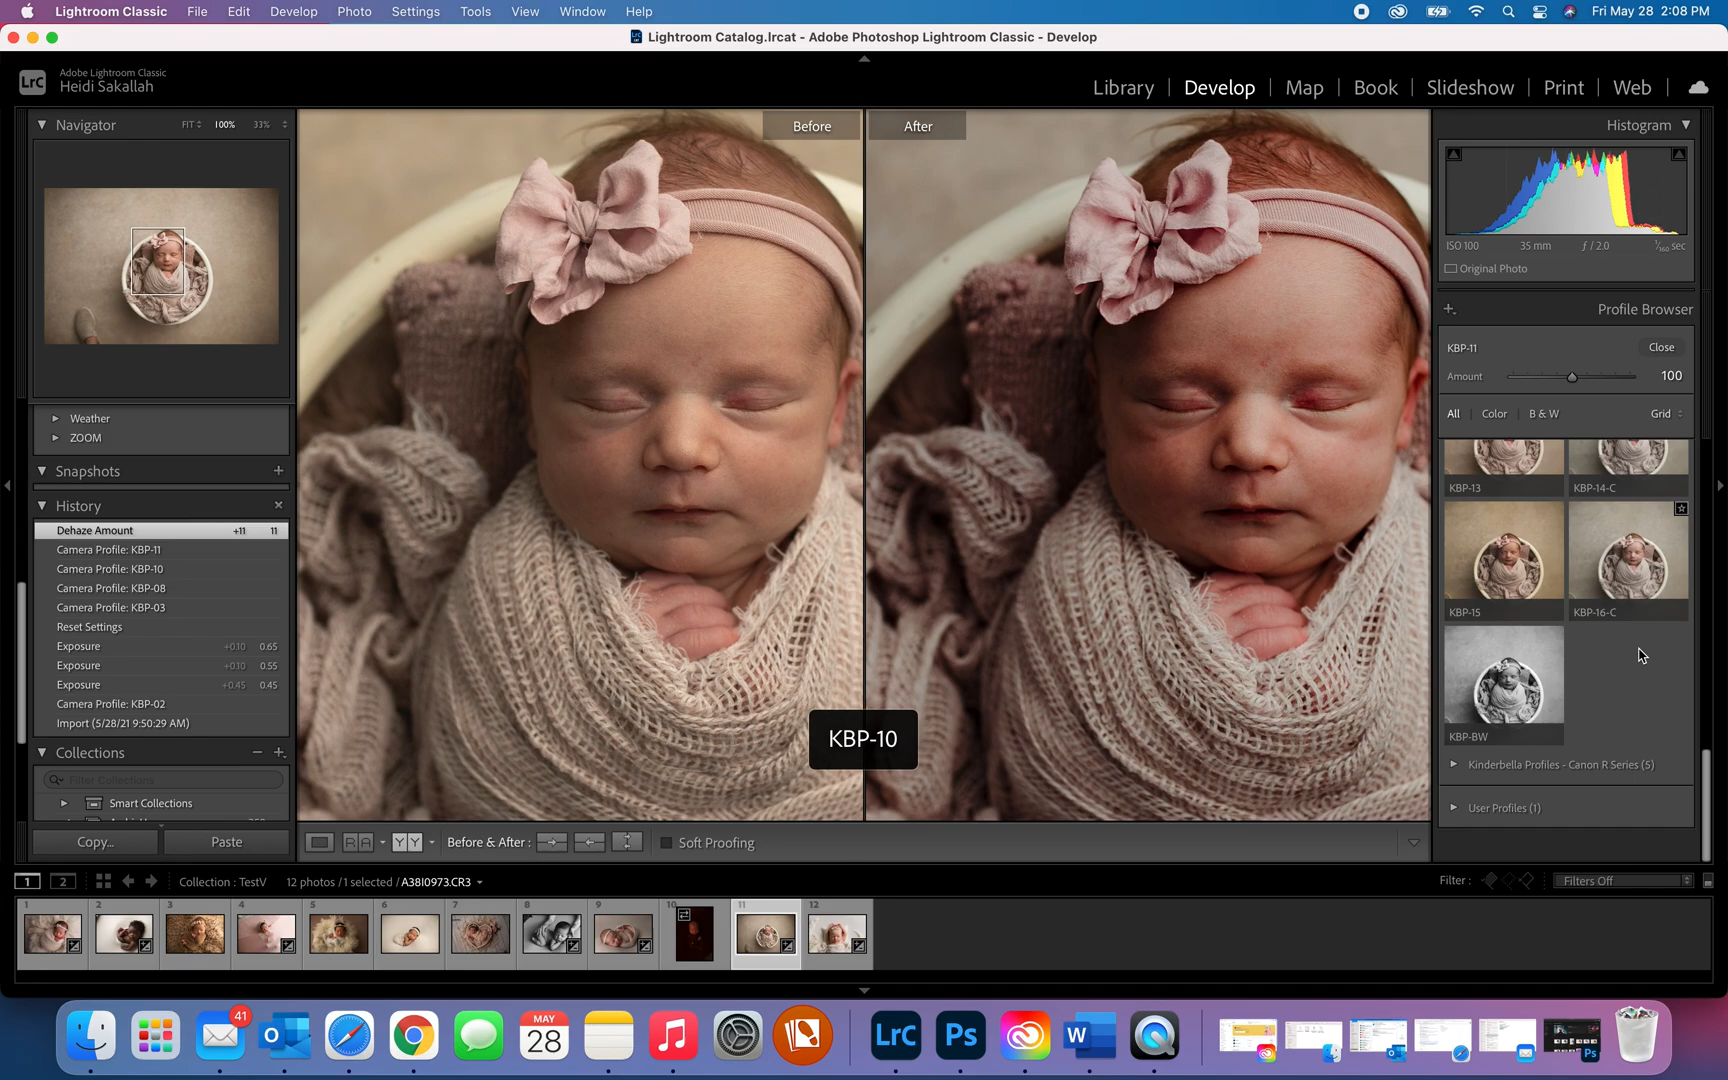 Lightroom Classic File Edit Develop Photo Settings Tools View Window Help Fri May 28 2:08 PM
Lightroom Catalog.lrcat - Adobe Photoshop Lightroom Classic - Develop
LrC
Adobe Lightroom Classic
Heidi Sakallah
Library | Develop | Map | Book | Slideshow | Print | Web
Navigator FIT 100% 33%
Before
After
Histogram
ISO 100 35 mm ƒ / 2.0 1/160 sec
Original Photo
Profile Browser
KBP-11 Close
Amount 100
All Color B & W Grid
KBP-13 KBP-14-C
KBP-15 KBP-16-C
KBP-BW
Kinderbella Profiles - Canon R Series (5)
User Profiles (1)
Weather
ZOOM
Snapshots
History
Dehaze Amount +11 11
Camera Profile: KBP-11
Camera Profile: KBP-10
Camera Profile: KBP-08
Camera Profile: KBP-03
Reset Settings
Exposure +0.10 0.65
Exposure +0.10 0.55
Exposure +0.45 0.45
Camera Profile: KBP-02
Import (5/28/21 9:50:29 AM)
Collections
Filter Collections
Smart Collections
Copy... Paste
KBP-10
R A Y Y Before & After : Soft Proofing
1 2 Collection : TestV 12 photos / 1 selected / A38I0973.CR3
Filter : Filters Off
1 2 3 4 5 6 7 8 9 10 11 12
41
MAY
28
LrC Ps W
Ps